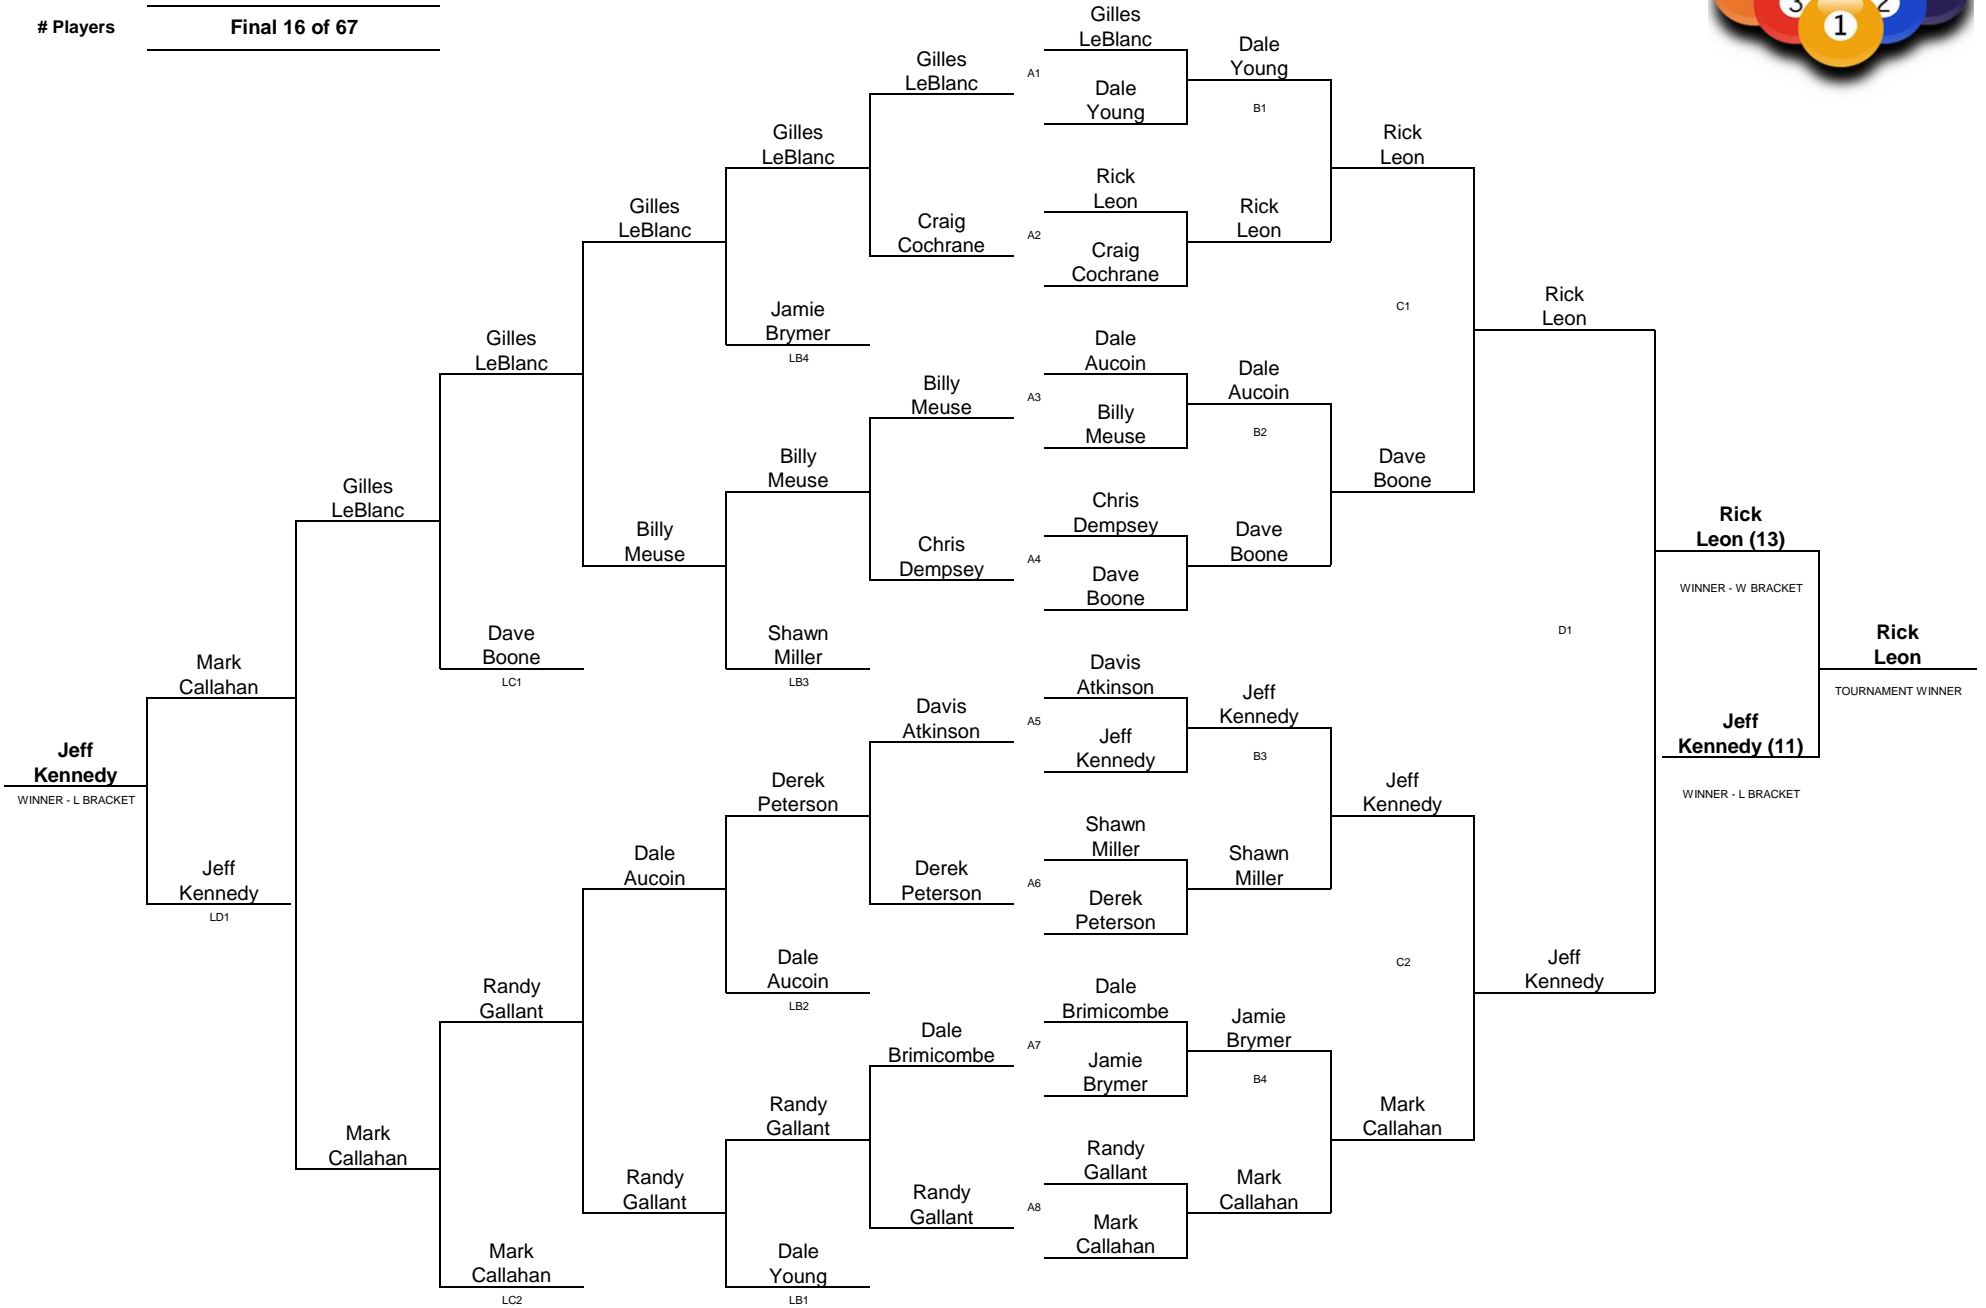 # Players
Final 16 of 67
3
2
1
Jeff
Kennedy
WINNER - L BRACKET
Mark
Callahan
Jeff
Kennedy
LD1
Gilles
LeBlanc
Mark
Callahan
Gilles
LeBlanc
Dave
Boone
LC1
Randy
Gallant
Mark
Callahan
LC2
Gilles
LeBlanc
Billy
Meuse
Dale
Aucoin
Randy
Gallant
Gilles
LeBlanc
Jamie
Brymer
LB4
Billy
Meuse
Shawn
Miller
LB3
Derek
Peterson
Dale
Aucoin
LB2
Randy
Gallant
Dale
Young
LB1
Gilles
LeBlanc
Craig
Cochrane
Billy
Meuse
Chris
Dempsey
Davis
Atkinson
Derek
Peterson
Dale
Brimicombe
Randy
Gallant
A1
Gilles
LeBlanc
Dale
Young
A2
Rick
Leon
Craig
Cochrane
A3
Dale
Aucoin
Billy
Meuse
A4
Chris
Dempsey
Dave
Boone
A5
Davis
Atkinson
Jeff
Kennedy
A6
Shawn
Miller
Derek
Peterson
A7
Dale
Brimicombe
Jamie
Brymer
A8
Randy
Gallant
Mark
Callahan
Dale
Young
B1
Rick
Leon
Dale
Aucoin
B2
Dave
Boone
Jeff
Kennedy
B3
Shawn
Miller
Jamie
Brymer
B4
Mark
Callahan
Rick
Leon
C1
Dave
Boone
Jeff
Kennedy
C2
Mark
Callahan
Rick
Leon
D1
Jeff
Kennedy
Rick
Leon (13)
WINNER - W BRACKET
Jeff
Kennedy (11)
WINNER - L BRACKET
Rick
Leon
TOURNAMENT WINNER